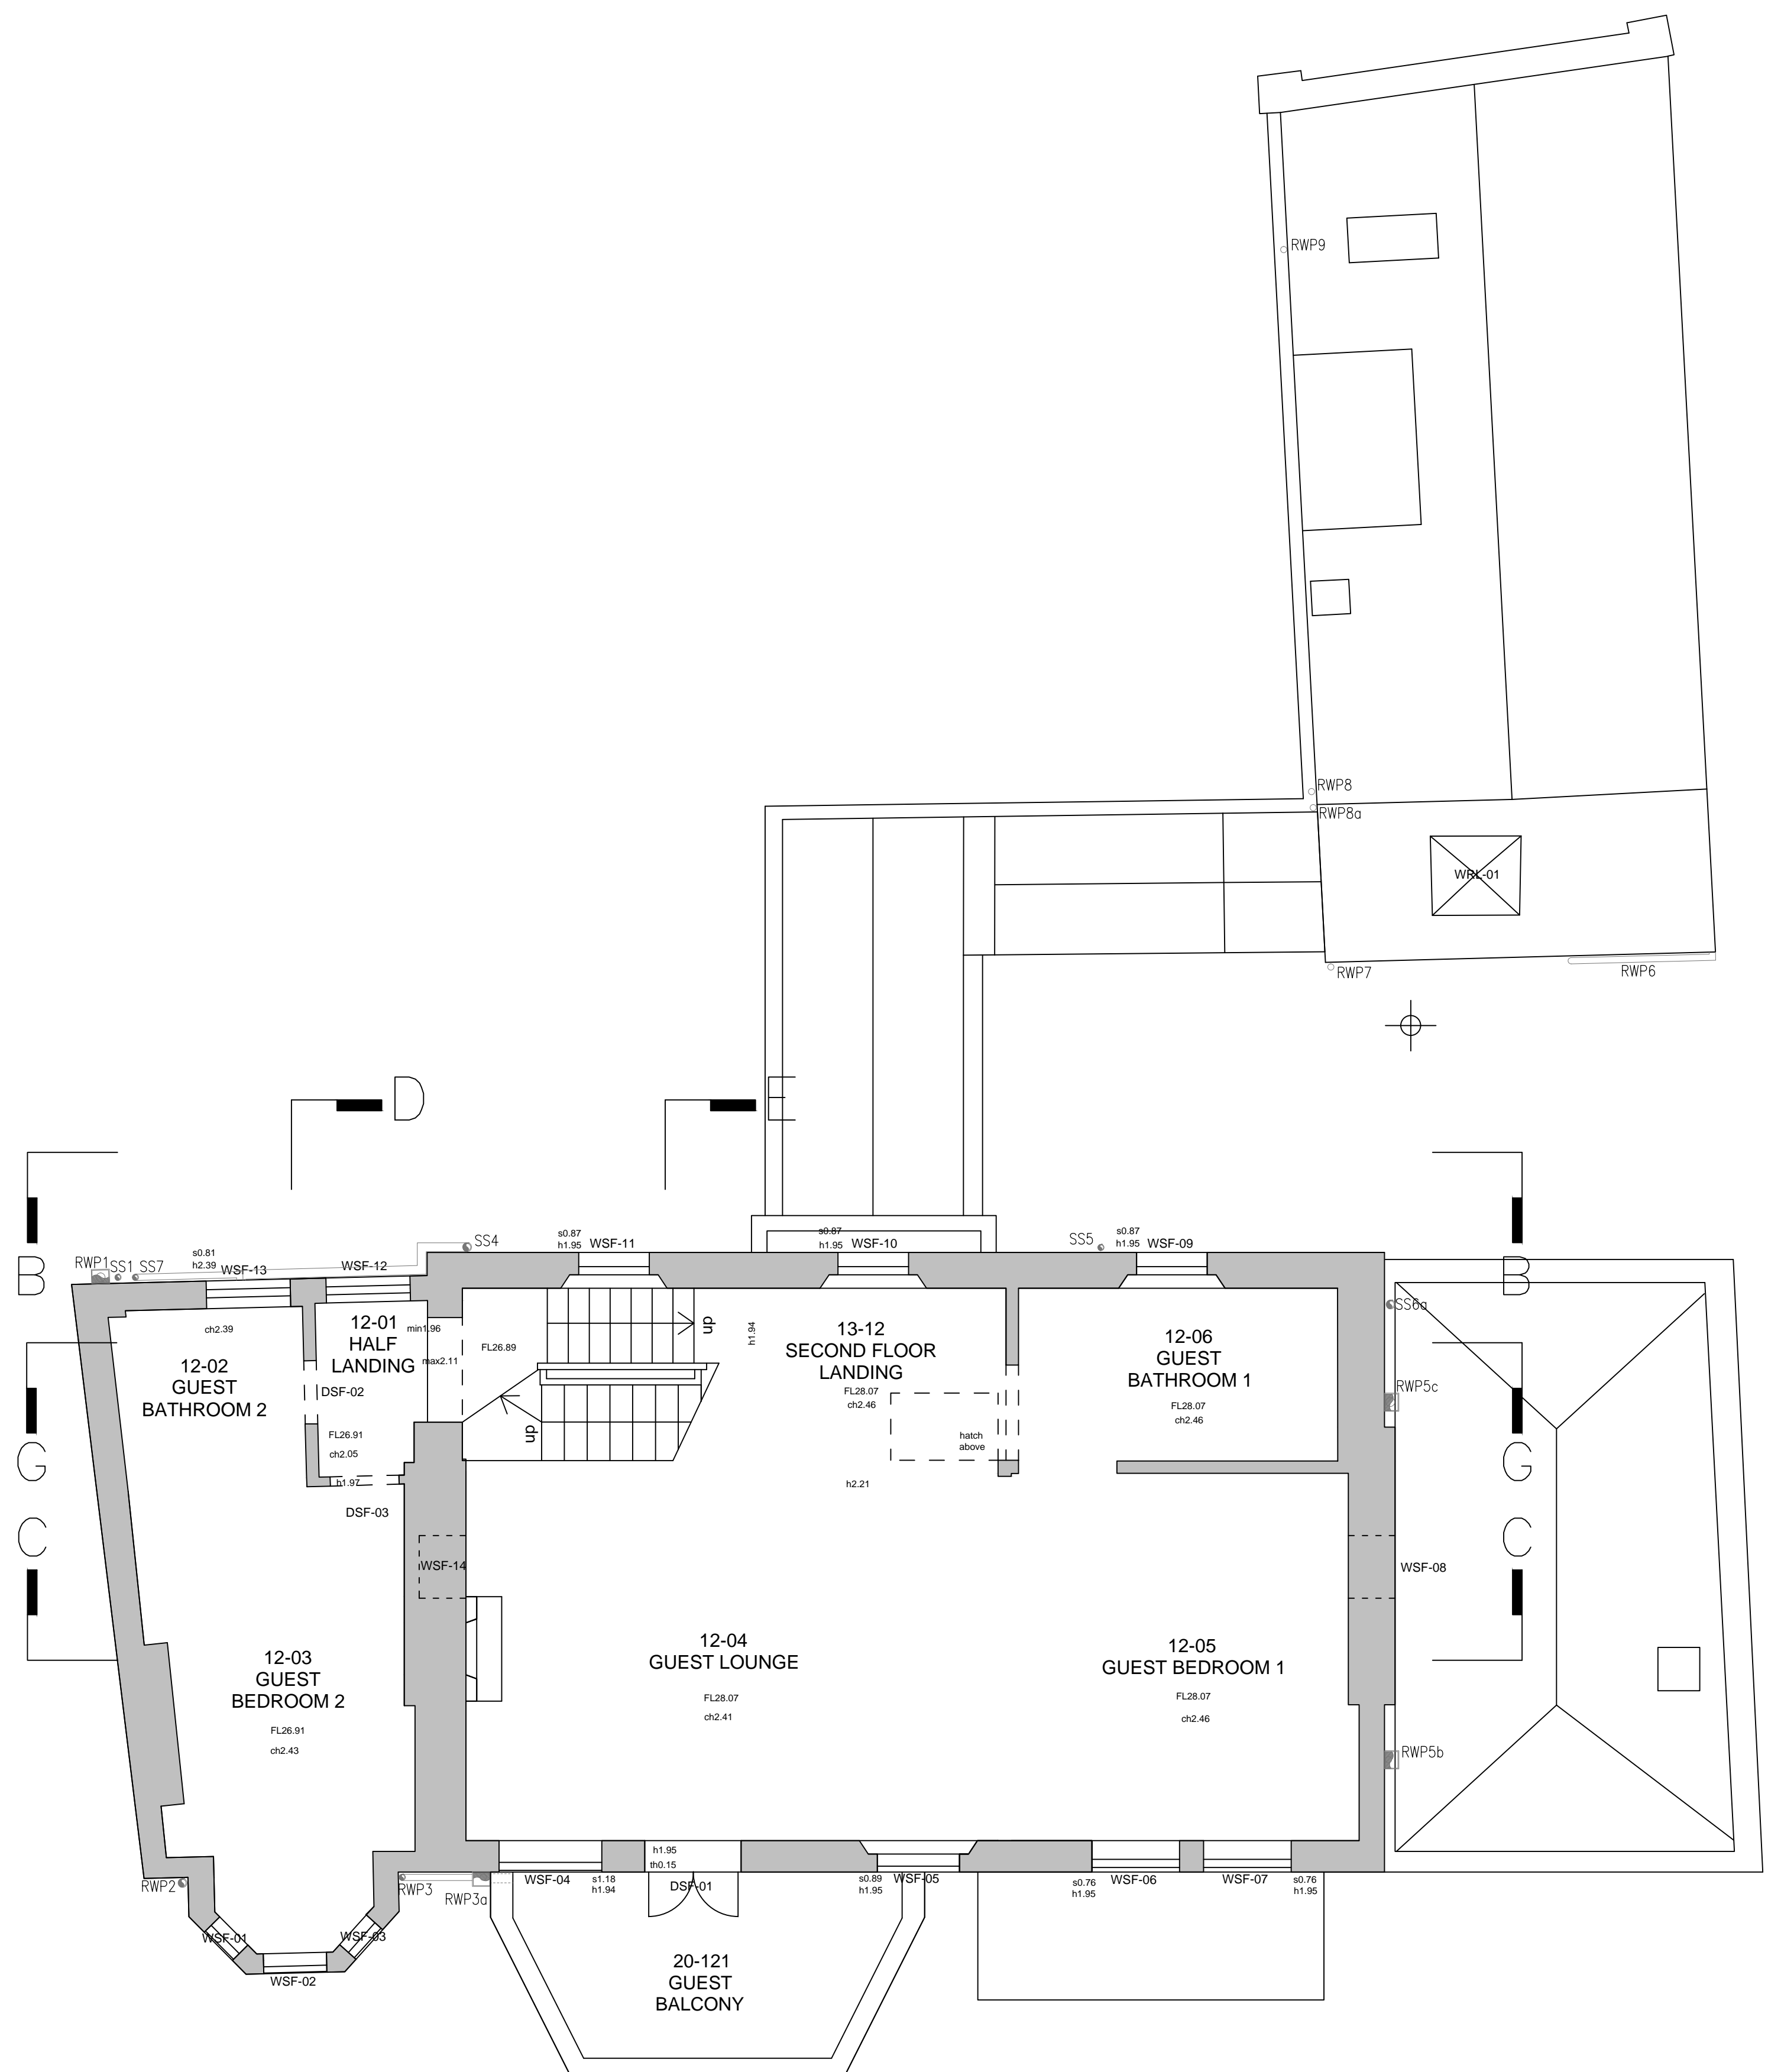 RWP9
RWP8
RWP8a
WRL-01
RWP7
RWP6
D
E
B
B
RWP1
SS1
SS7
s0.81
h2.39
WSF-13
WSF-12
SS4
s0.87
h1.95
WSF-11
s0.87
h1.95
WSF-10
SS5
s0.87
h1.95
WSF-09
SS6a
ch2.39
12-01
HALF
LANDING
min1.96
max2.11
FL26.89
dn
h1.94
13-12
SECOND FLOOR
LANDING
FL28.07
ch2.46
12-06
GUEST
BATHROOM 1
FL28.07
ch2.46
12-02
GUEST
BATHROOM 2
DSF-02
RWP5c
FL26.91
ch2.05
dn
hatch
above
G
G
h1.97
h2.21
DSF-03
C
C
WSF-14
WSF-08
12-03
GUEST
BEDROOM 2
FL26.91
ch2.43
12-04
GUEST LOUNGE
FL28.07
ch2.41
12-05
GUEST BEDROOM 1
FL28.07
ch2.46
RWP5b
h1.95
th0.15
RWP2
RWP3
RWP3a
WSF-04
s1.18
h1.94
DSF-01
s0.89
h1.95
WSF-05
s0.76
h1.95
WSF-06
WSF-07
s0.76
h1.95
WSF-01
WSF-03
WSF-02
20-121
GUEST
BALCONY